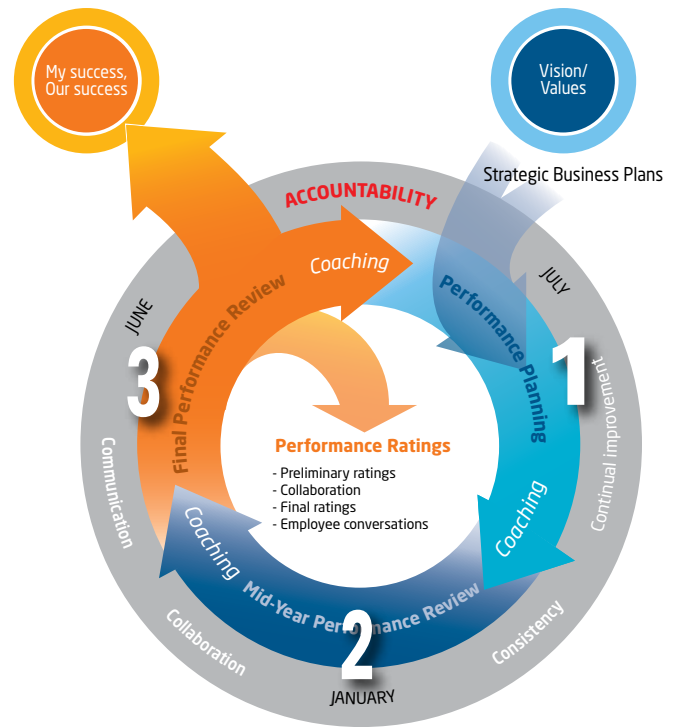 My success,
Our success
Vision/
Values
Strategic Business Plans
ACCOUNTABILITY
JULY
1
Performance Planning
Coaching
Continual improvement
Consistency
JANUARY
2
Mid-Year Performance Review
Coaching
Collaboration
Communication
JUNE
3
Final Performance Review
Coaching
Performance Ratings
- Preliminary ratings
- Collaboration
- Final ratings
- Employee conversations